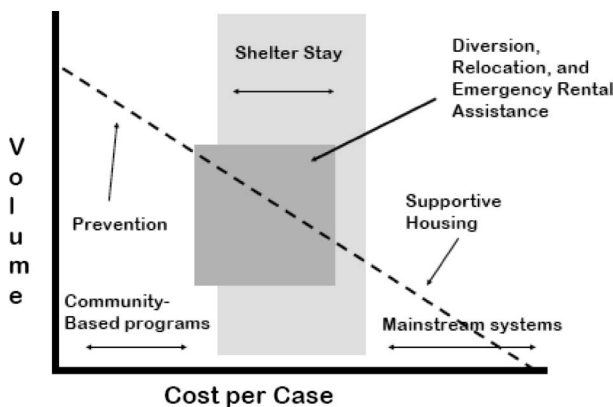 Shelter Stay
Diversion,
Relocation, and
Emergency Rental
Assistance
Volume
Prevention
Supportive
Housing
Community-
Based programs
Mainstream systems
Cost per Case